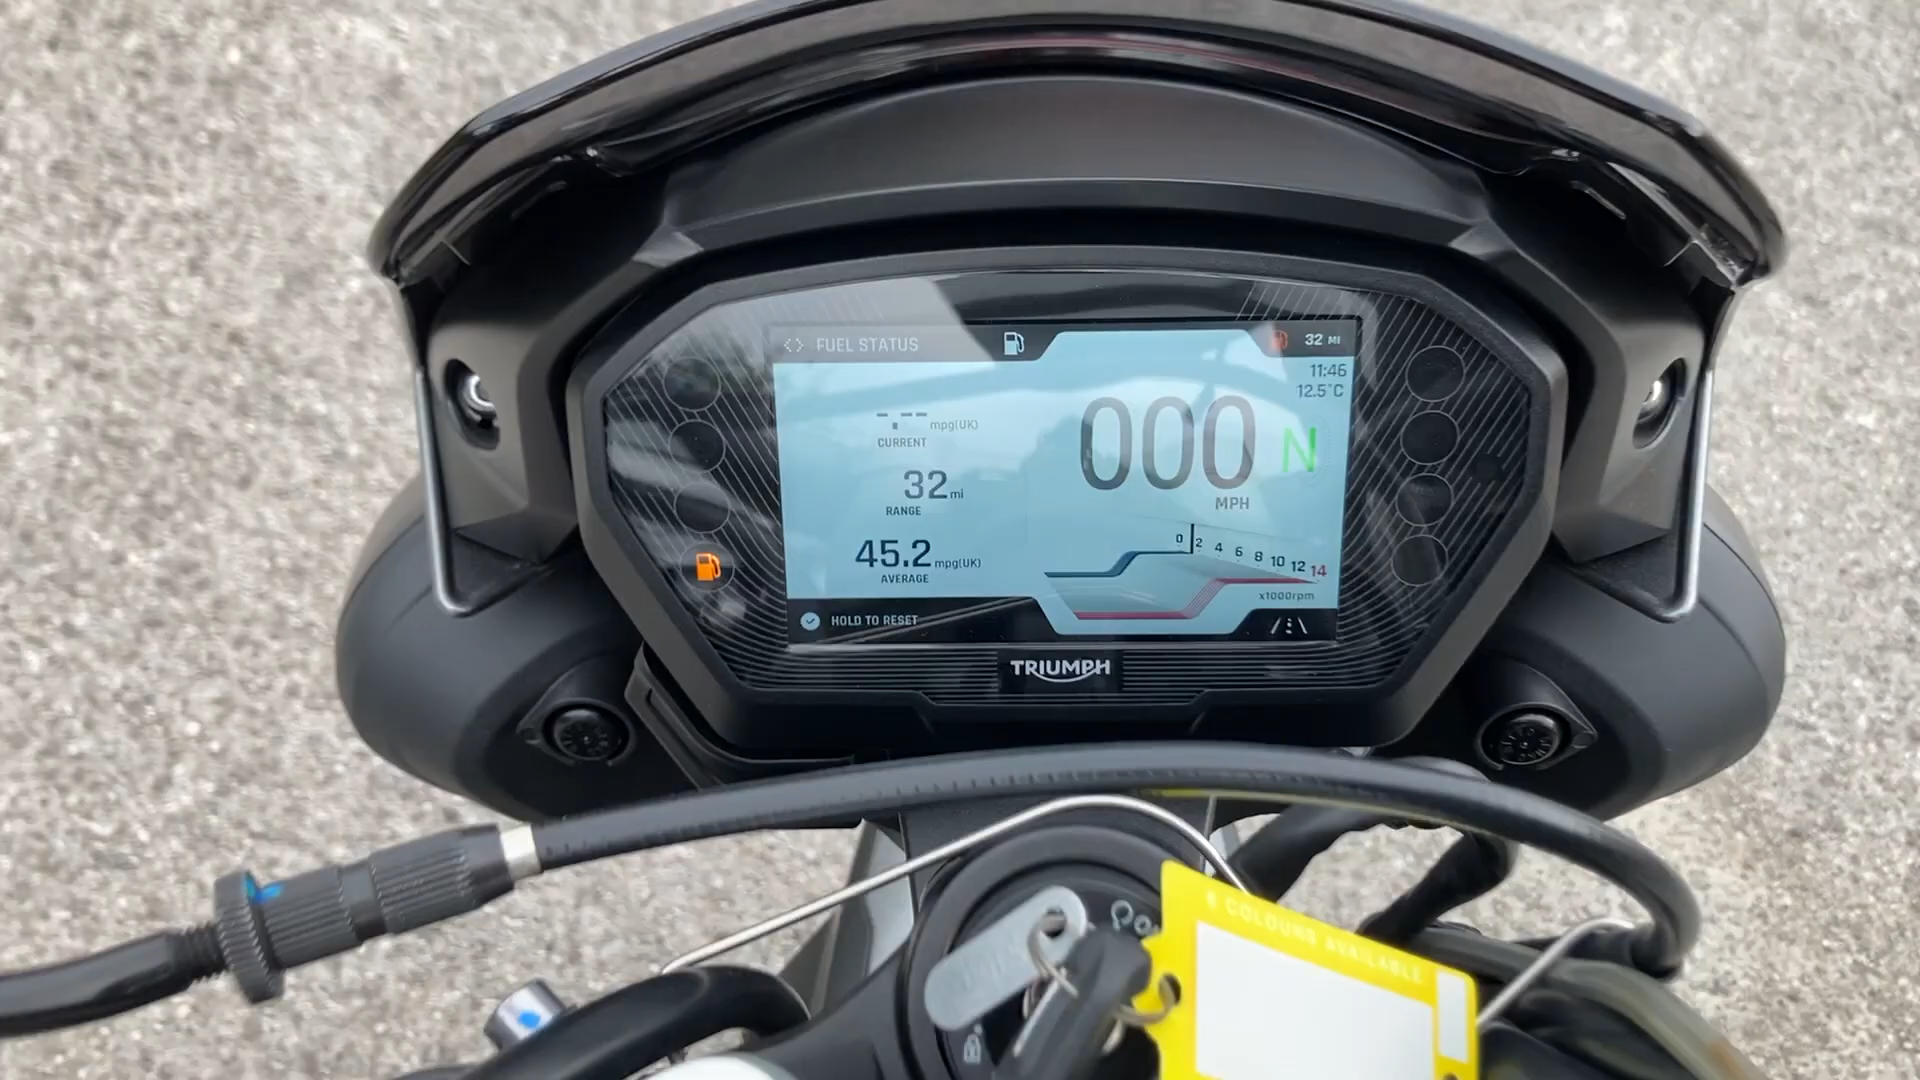 FUEL STATUS
32 MI
11:46
12.5°C
-.-- mpg(UK)
CURRENT
000 N
MPH
32 mi
RANGE
45.2 mpg(UK)
AVERAGE
0 2 4 6 8 10 12 14
x1000rpm
HOLD TO RESET
TRIUMPH
6 COLOURS AVAILABLE